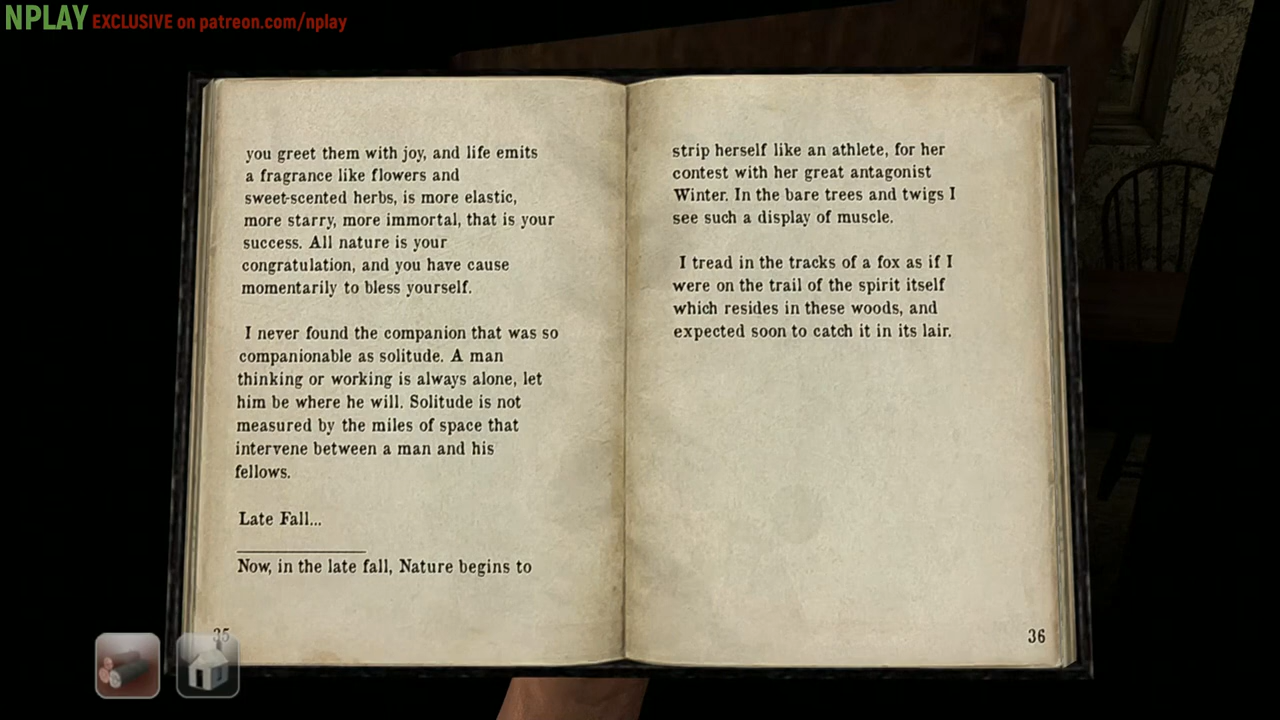 NPLAY EXCLUSIVE on patreon.com/nplay
you greet them with joy, and life emits
a fragrance like flowers and
sweet-scented herbs, is more elastic,
more starry, more immortal, that is your
success. All nature is your
congratulation, and you have cause
momentarily to bless yourself.
I never found the companion that was so
companionable as solitude. A man
thinking or working is always alone, let
him be where he will. Solitude is not
measured by the miles of space that
intervene between a man and his
fellows.
Late Fall...
Now, in the late fall, Nature begins to
35
strip herself like an athlete, for her
contest with her great antagonist
Winter. In the bare trees and twigs I
see such a display of muscle.
I tread in the tracks of a fox as if I
were on the trail of the spirit itself
which resides in these woods, and
expected soon to catch it in its lair.
36